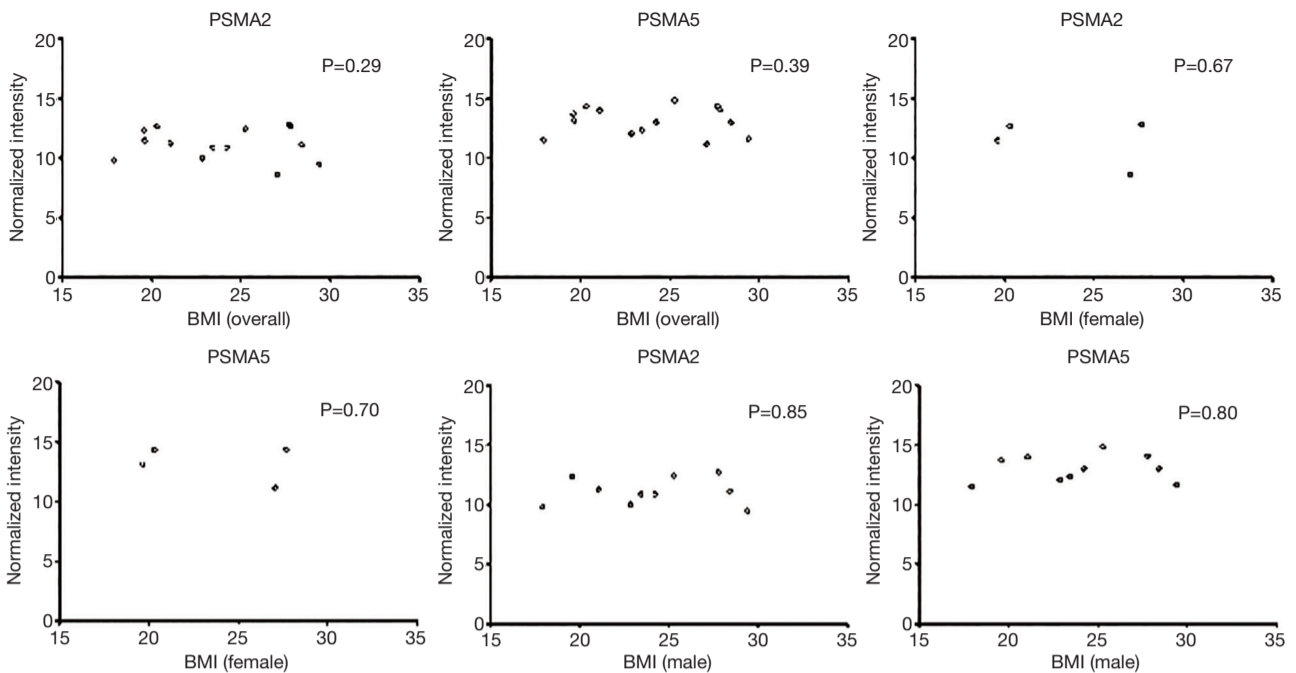 PSMA2
20
15
10
5
0
Normalized intensity
P=0.29
15 20 25 30 35
BMI (overall)
PSMA5
20
15
10
5
0
Normalized intensity
P=0.39
15 20 25 30 35
BMI (overall)
PSMA2
20
15
10
5
0
Normalized intensity
P=0.67
15 20 25 30 35
BMI (female)
PSMA5
20
15
10
5
0
Normalized intensity
P=0.70
15 20 25 30 35
BMI (female)
PSMA2
20
15
10
5
0
Normalized intensity
P=0.85
15 20 25 30 35
BMI (male)
PSMA5
20
15
10
5
0
Normalized intensity
P=0.80
15 20 25 30 35
BMI (male)